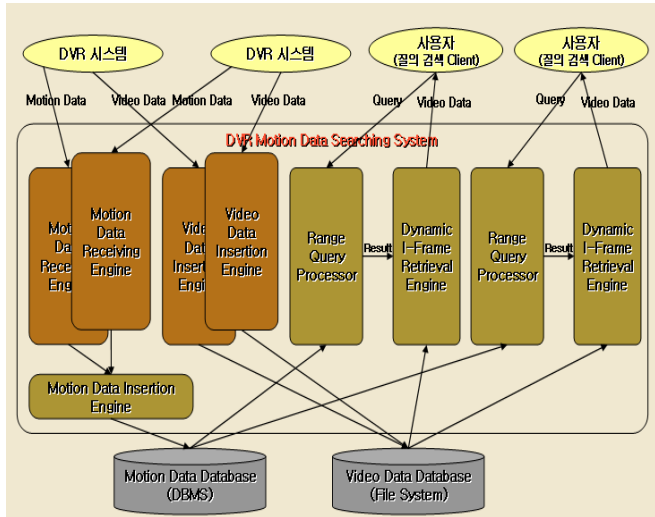 DVR 시스템
DVR 시스템
사용자
(질의 검색 Client)
사용자
(질의 검색 Client)
Motion Data
Video Data
Motion Data
Video Data
Query
Video Data
Query
Video Data
DVR Motion Data Searching System
Motion
Data
Receiving
Engine
Video
Data
Insertion
Engine
Range
Query
Processor
Result
Dynamic
I-Frame
Retrieval
Engine
Range
Query
Processor
Result
Dynamic
I-Frame
Retrieval
Engine
Motion Data Insertion
Engine
Motion Data Database
(DBMS)
Video Data Database
(File System)